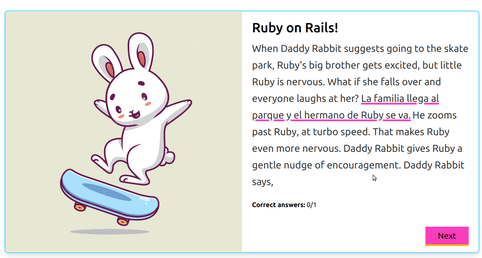 Ruby on Rails!
When Daddy Rabbit suggests going to the skate
park, Ruby's big brother gets excited, but little
Ruby is nervous. What if she falls over and
everyone laughs at her? La familia llega al
parque y el hermano de Ruby se va. He zooms
past Ruby, at turbo speed. That makes Ruby
even more nervous. Daddy Rabbit gives Ruby a
gentle nudge of encouragement. Daddy Rabbit
says,
Correct answers: 0/1
Next